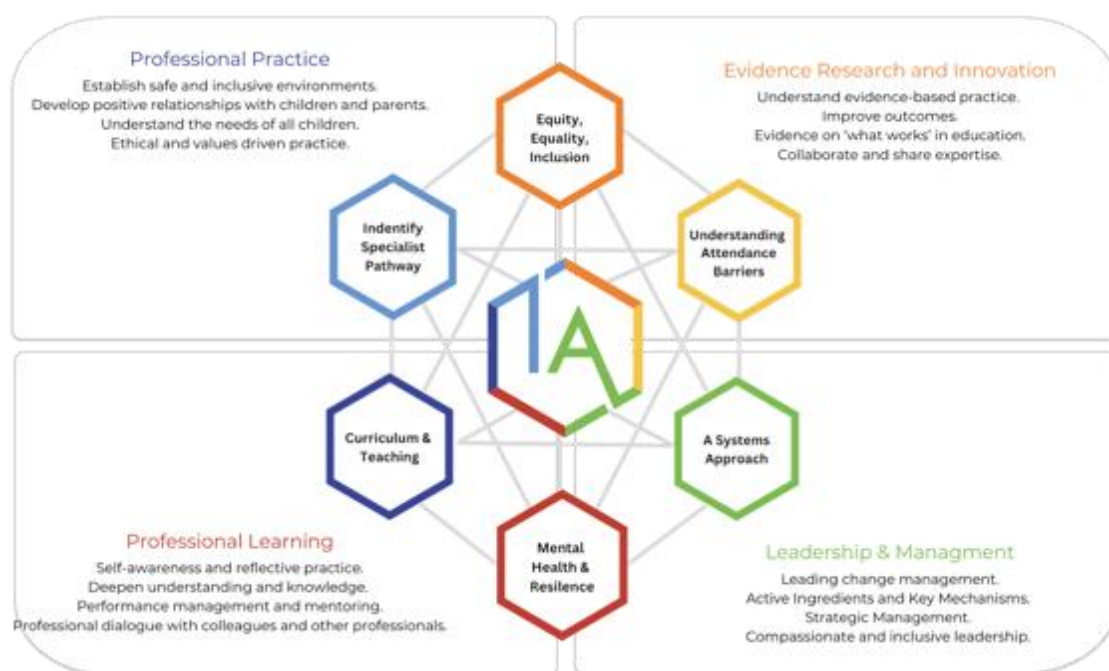 Professional Practice
Establish safe and inclusive environments.
Develop positive relationships with children and parents.
Understand the needs of all children.
Ethical and values driven practice.
Evidence Research and Innovation
Understand evidence-based practice.
Improve outcomes.
Evidence on 'what works' in education.
Collaborate and share expertise.
Equity,
Equality,
Inclusion
Indentify
Specialist
Pathway
Understanding
Attendance
Barriers
A
Curriculum &
Teaching
A Systems
Approach
Mental
Health &
Resilence
Professional Learning
Self-awareness and reflective practice.
Deepen understanding and knowledge.
Performance management and mentoring.
Professional dialogue with colleagues and other professionals.
Leadership & Managment
Leading change management.
Active Ingredients and Key Mechanisms.
Strategic Management.
Compassionate and inclusive leadership.